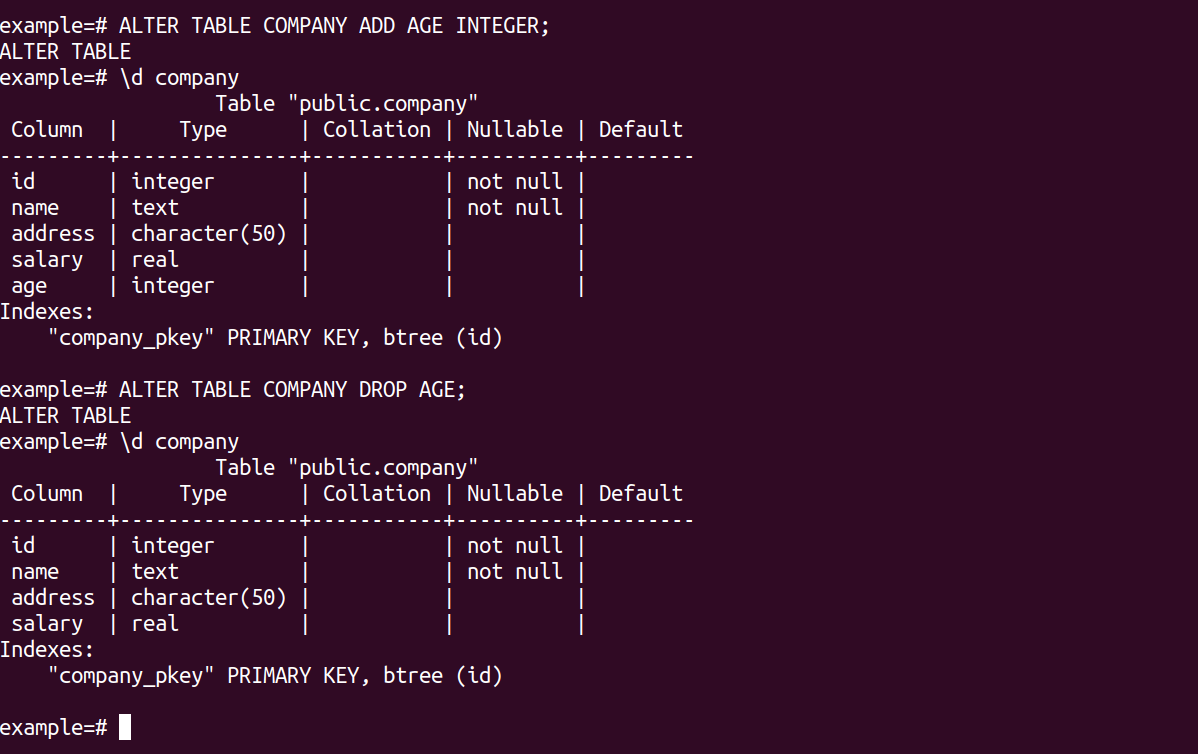 example=# ALTER TABLE COMPANY ADD AGE INTEGER;
ALTER TABLE
example=# \d company
                  Table "public.company"
 Column  |     Type      | Collation | Nullable | Default
---------+---------------+-----------+----------+---------
 id      | integer       |           | not null |
 name    | text          |           | not null |
 address | character(50) |           |          |
 salary  | real          |           |          |
 age     | integer       |           |          |
Indexes:
    "company_pkey" PRIMARY KEY, btree (id)

example=# ALTER TABLE COMPANY DROP AGE;
ALTER TABLE
example=# \d company
                  Table "public.company"
 Column  |     Type      | Collation | Nullable | Default
---------+---------------+-----------+----------+---------
 id      | integer       |           | not null |
 name    | text          |           | not null |
 address | character(50) |           |          |
 salary  | real          |           |          |
Indexes:
    "company_pkey" PRIMARY KEY, btree (id)

example=#